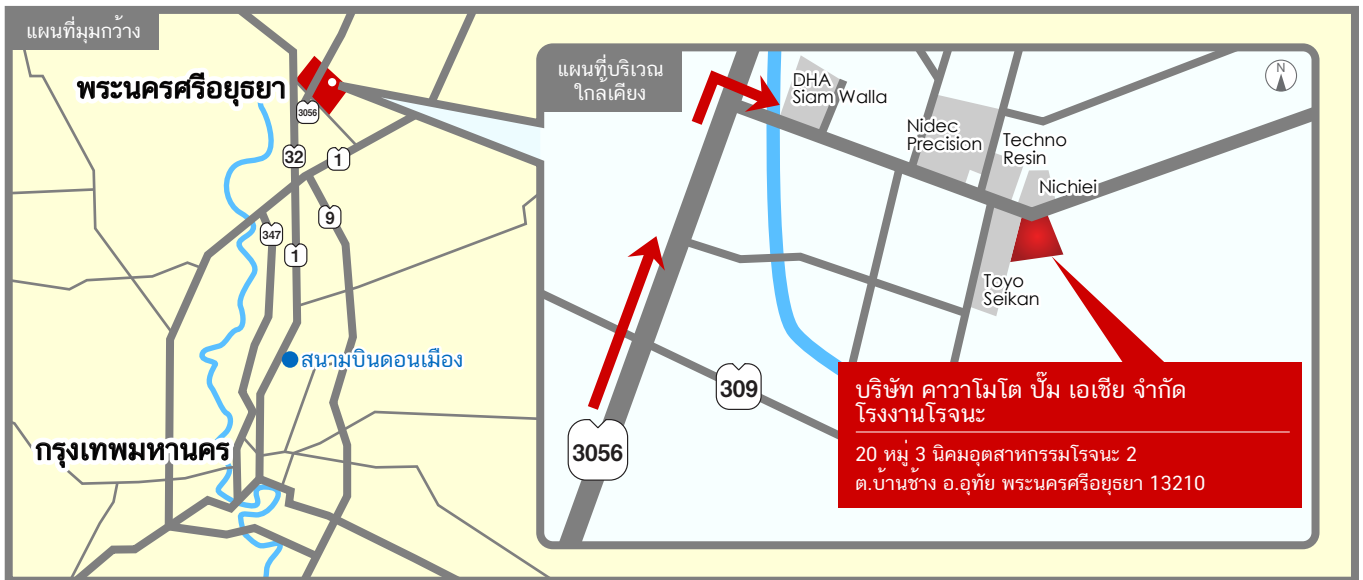 แผนที่มุมกว้าง
พระนครศรีอยุธยา
3056
32
1
9
347
1
สนามบินดอนเมือง
กรุงเทพมหานคร
แผนที่บริเวณ
ใกล้เคียง
N
DHA
Siam Walla
Nidec
Precision
Techno
Resin
Nichiei
Toyo
Seikan
309
3056
บริษัท คาวาโมโต ปั๊ม เอเชีย จำกัด
โรงงานโรจนะ
20 หมู่ 3 นิคมอุตสาหกรรมโรจนะ 2
ต.บ้านช้าง อ.อุทัย พระนครศรีอยุธยา 13210